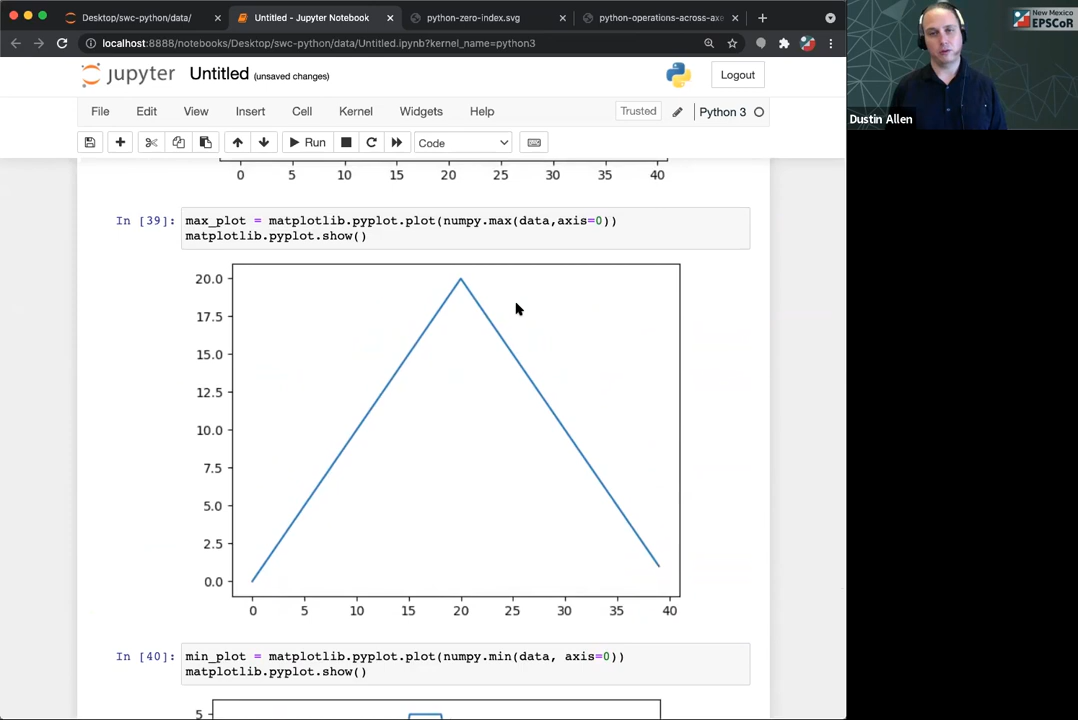 Desktop/swc-python/data/
Untitled - Jupyter Notebook
python-zero-index.svg
python-operations-across-axe
localhost:8888/notebooks/Desktop/swc-python/data/Untitled.ipynb?kernel_name=python3
New Mexico
EPSCoR
Dustin Allen
jupyter
Untitled
(unsaved changes)
Logout
File
Edit
View
Insert
Cell
Kernel
Widgets
Help
Trusted
Python 3
Run
Code
0 5 10 15 20 25 30 35 40
In [39]:
max_plot = matplotlib.pyplot.plot(numpy.max(data,axis=0))
matplotlib.pyplot.show()
20.0
17.5
15.0
12.5
10.0
7.5
5.0
2.5
0.0
0 5 10 15 20 25 30 35 40
In [40]:
min_plot = matplotlib.pyplot.plot(numpy.min(data, axis=0))
matplotlib.pyplot.show()
5